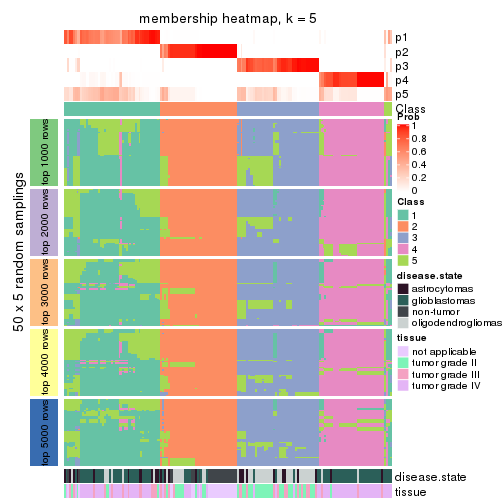 membership heatmap, k = 5
p1
p2
p3
p4
p5
Class
Prob
1
0.8
0.6
0.4
0.2
0
Class
1
2
3
4
5
disease.state
astrocytomas
glioblastomas
non-tumor
oligodendrogliomas
tissue
not applicable
tumor grade II
tumor grade III
tumor grade IV
50 x 5 random samplings
top 1000 rows
top 2000 rows
top 3000 rows
top 4000 rows
top 5000 rows
disease.state
tissue